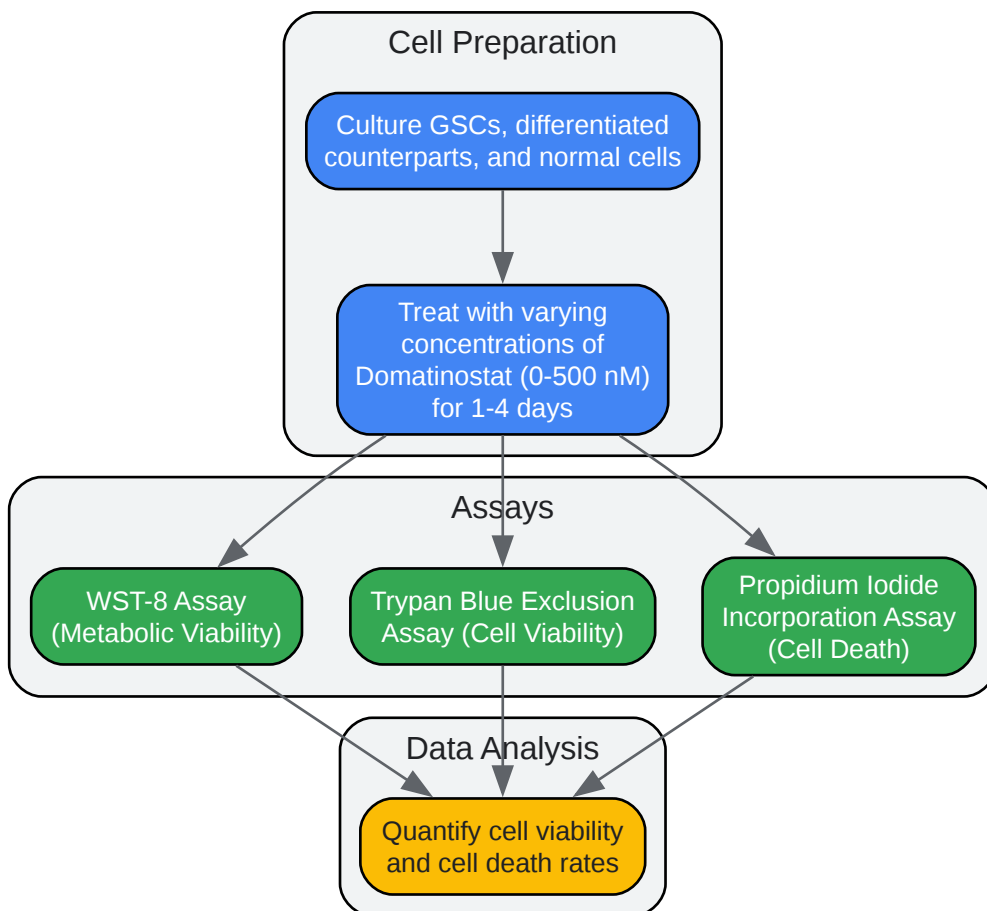 Cell Preparation
Culture GSCs, differentiated
counterparts, and normal cells
Treat with varying
concentrations of
Domatinostat (0-500 nM)
for 1-4 days
Assays
WST-8 Assay
(Metabolic Viability)
Trypan Blue Exclusion
Assay (Cell Viability)
Propidium Iodide
Incorporation Assay
(Cell Death)
Data Analysis
Quantify cell viability
and cell death rates